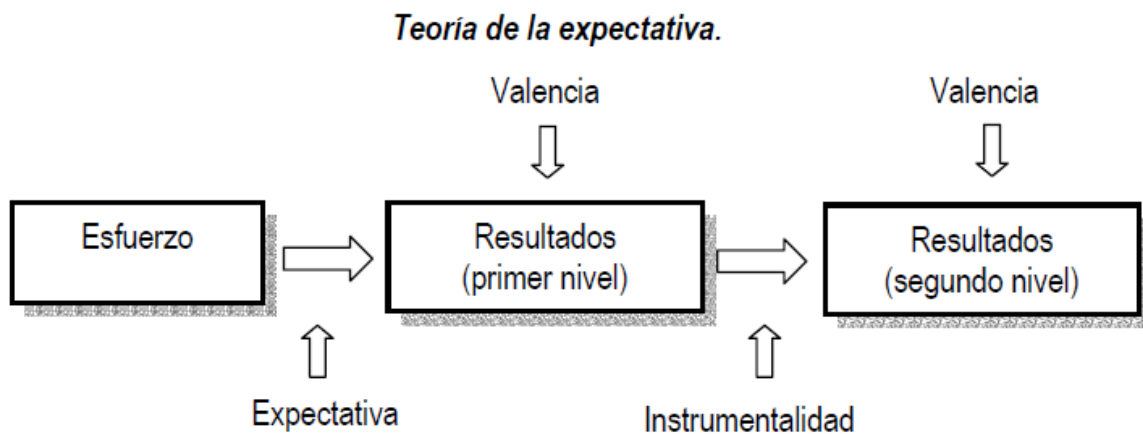 Teoría de la expectativa.
Valencia
Valencia
Esfuerzo
Resultados
(primer nivel)
Resultados
(segundo nivel)
Expectativa
Instrumentalidad